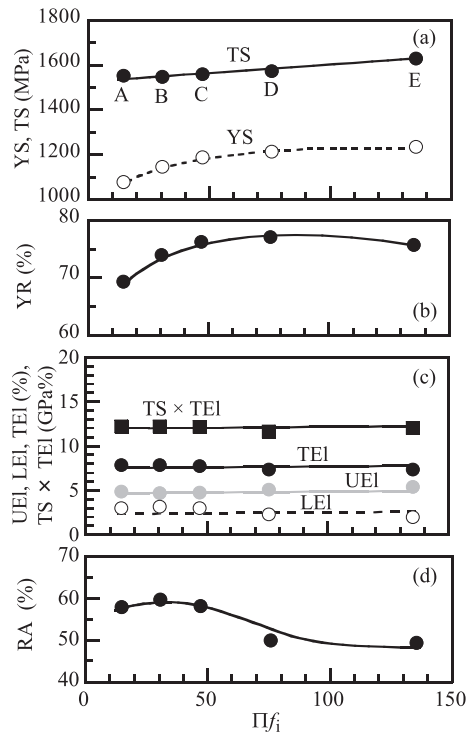 YS, TS (MPa)
1800
1600
1400
1200
1000
(a)
TS
A B C D E
YS
YR (%)
80
70
60
(b)
UEl, LEl, TEl (%),
TS × TEl (GPa%)
20
15
10
5
0
(c)
TS × TEl
TEl
UEl
LEl
RA (%)
70
60
50
40
(d)
0 50 100 150
Πfi